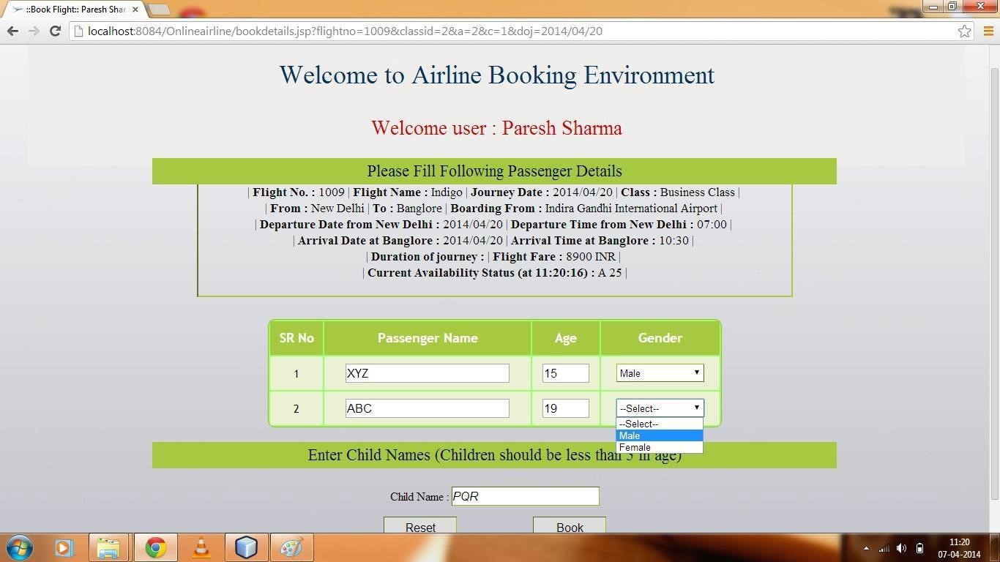 ::Book Flight:: Paresh Shar
localhost:8084/Onlineairline/bookdetails.jsp?flightno=1009&classid=2&a=2&c=1&doj=2014/04/20
Welcome to Airline Booking Environment
Welcome user : Paresh Sharma
Please Fill Following Passenger Details
| Flight No. : 1009 | Flight Name : Indigo | Journey Date : 2014/04/20 | Class : Business Class |
| From : New Delhi | To : Banglore | Boarding From : Indira Gandhi International Airport |
| Departure Date from New Delhi : 2014/04/20 | Departure Time from New Delhi : 07:00 |
| Arrival Date at Banglore : 2014/04/20 | Arrival Time at Banglore : 10:30 |
| Duration of journey : | Flight Fare : 8900 INR |
| Current Availability Status (at 11:20:16) : A 25 |
SR No Passenger Name Age Gender
1 XYZ 15 Male
2 ABC 19 --Select--
--Select--
Male
Female
Enter Child Names (Children should be less than 5 in age)
Child Name : PQR
Reset Book
11:20
07-04-2014